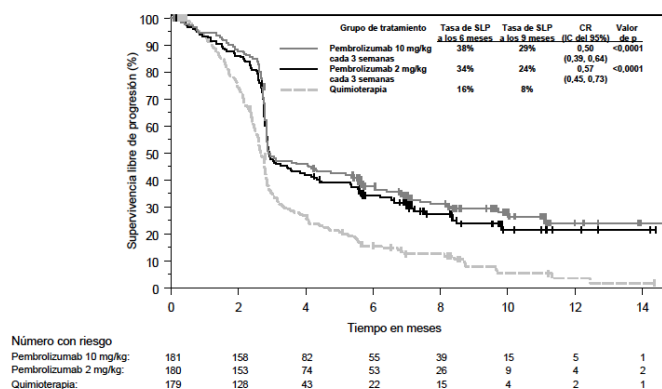 Grupo de tratamiento Tasa de SLP a los 6 meses Tasa de SLP a los 9 meses CR (IC del 95%) Valor de p
Pembrolizumab 10 mg/kg cada 3 semanas 38% 29% 0,50 (0,39, 0,64) <0,0001
Pembrolizumab 2 mg/kg cada 3 semanas 34% 24% 0,57 (0,45, 0,73) <0,0001
Quimioterapia 16% 8%
Supervivencia libre de progresión (%)
100
90
80
70
60
50
40
30
20
10
0
0 2 4 6 8 10 12 14
Tiempo en meses
Número con riesgo
Pembrolizumab 10 mg/kg: 181 158 82 55 39 15 5 1
Pembrolizumab 2 mg/kg: 180 153 74 53 26 9 4 2
Quimioterapia: 179 128 43 22 15 4 2 1